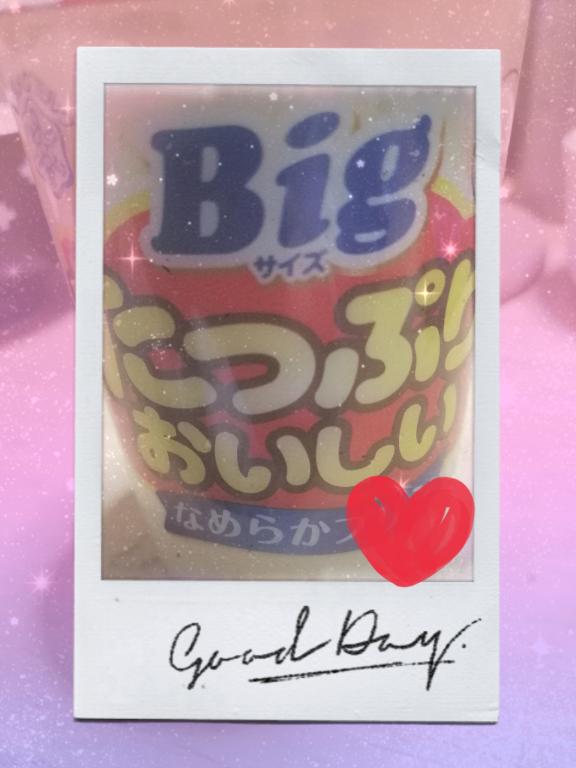 Big
サイズ
たっぷり
おいしい
なめらか
Good Day.